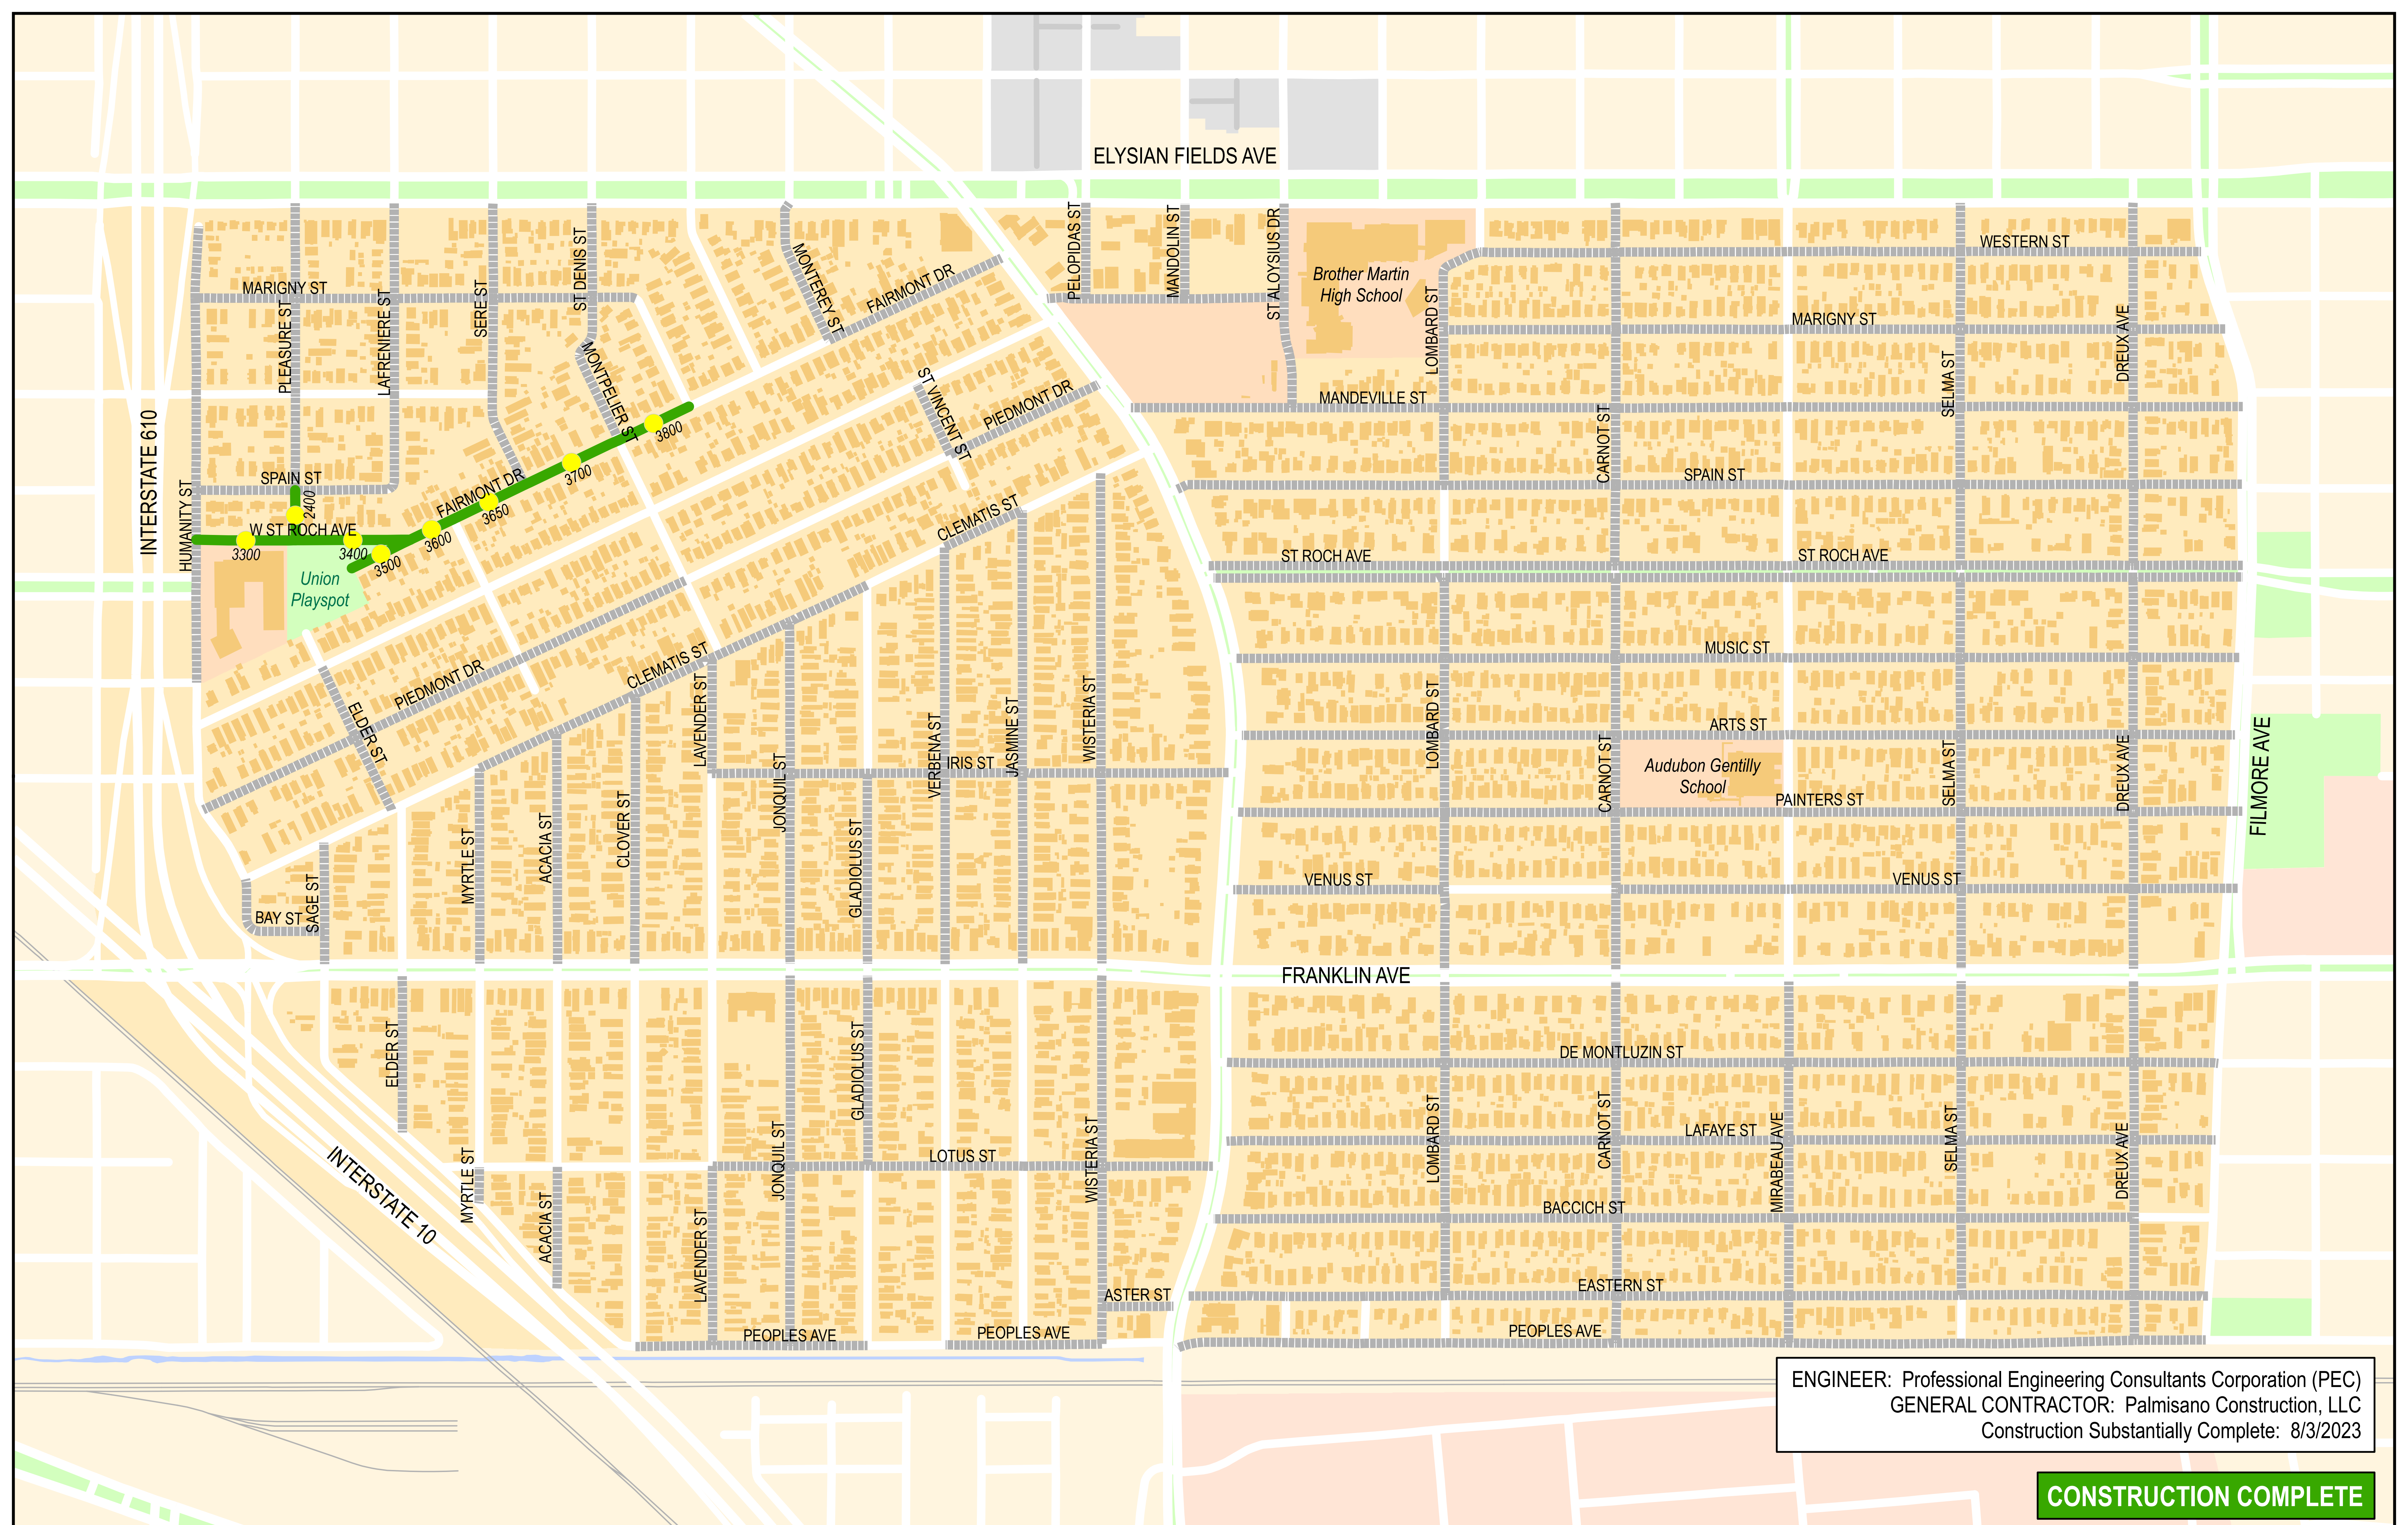 ELYSIAN FIELDS AVE
PELOPIDAS ST
MANDOLIN ST
ST ALOYSIUS DR
WESTERN ST
Brother Martin
High School
MARIGNY ST
PLEASURE ST
LAFRENIERE ST
SERE ST
ST DENIS ST
MONTEREY ST
FAIRMONT DR
LOMBARD ST
MARIGNY ST
DREUX AVE
SELMA ST
MONTPELIER ST
ST VINCENT ST
PIEDMONT DR
MANDEVILLE ST
CARNOT ST
INTERSTATE 610
3800
3700
SPAIN ST
HUMANITY ST
2400
FAIRMONT DR
3650
SPAIN ST
W ST ROCH AVE
3300
3400
3500
3600
CLEMATIS ST
ST ROCH AVE
ST ROCH AVE
Union
Playspot
MUSIC ST
PIEDMONT DR
CLEMATIS ST
ELDER ST
LAVENDER ST
JONQUIL ST
VERBENA ST
IRIS ST
JASMINE ST
WISTERIA ST
LOMBARD ST
ARTS ST
CARNOT ST
Audubon Gentilly
School
SELMA ST
DREUX AVE
FILMORE AVE
PAINTERS ST
MYRTLE ST
ACACIA ST
CLOVER ST
GLADIOLUS ST
VENUS ST
VENUS ST
BAY ST
SAGE ST
FRANKLIN AVE
ELDER ST
GLADIOLUS ST
DE MONTLUZIN ST
LOMBARD ST
CARNOT ST
LAFAYE ST
MIRABEAU AVE
SELMA ST
DREUX AVE
INTERSTATE 10
MYRTLE ST
ACACIA ST
LAVENDER ST
JONQUIL ST
LOTUS ST
WISTERIA ST
BACCICH ST
ASTER ST
EASTERN ST
PEOPLES AVE
PEOPLES AVE
PEOPLES AVE
ENGINEER: Professional Engineering Consultants Corporation (PEC)
GENERAL CONTRACTOR: Palmisano Construction, LLC
Construction Substantially Complete: 8/3/2023
CONSTRUCTION COMPLETE